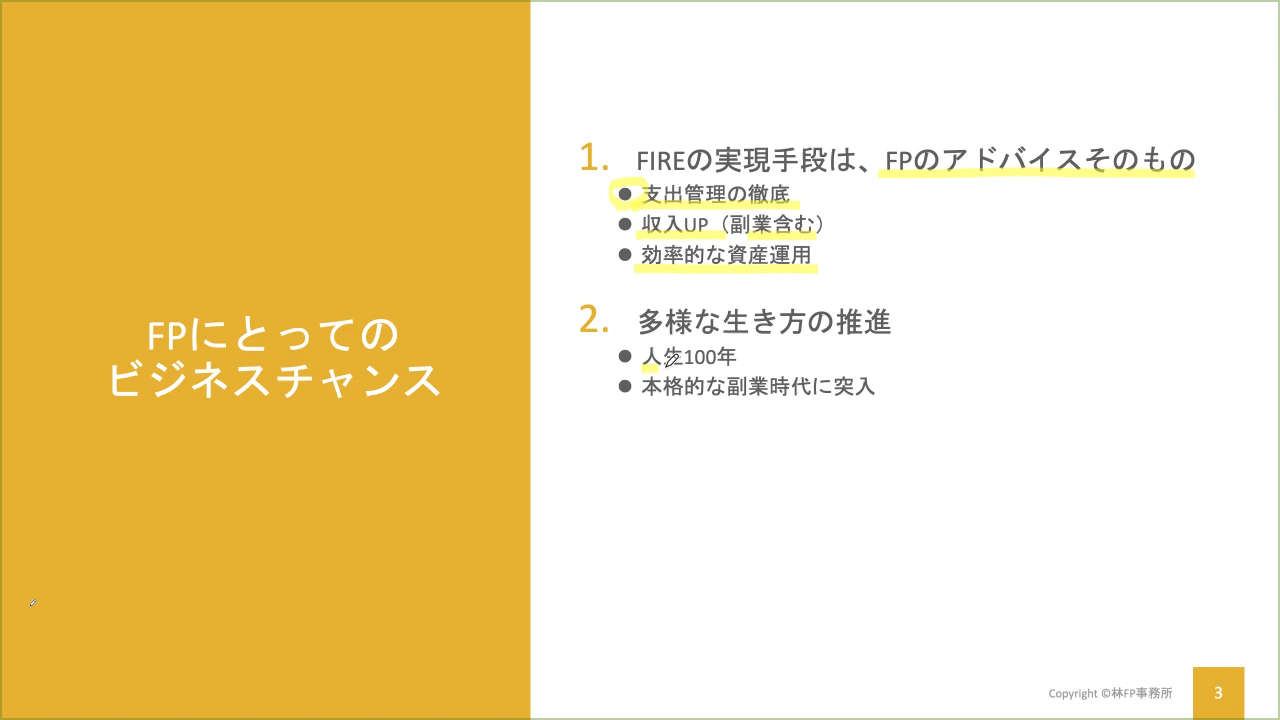 FPにとっての
ビジネスチャンス
1. FIREの実現手段は、FPのアドバイスそのもの
● 支出管理の徹底
● 収入UP（副業含む）
● 効率的な資産運用
2. 多様な生き方の推進
● 人生100年
● 本格的な副業時代に突入
Copyright ©林FP事務所
3